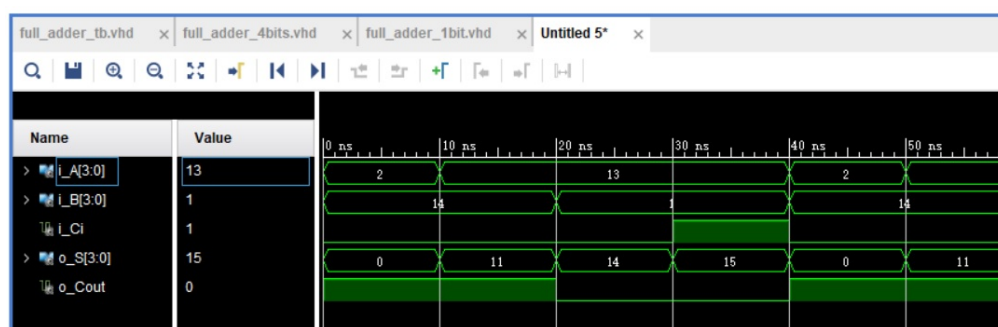 full_adder_tb.vhd × full_adder_4bits.vhd × full_adder_1bit.vhd × Untitled 5* ×
Name Value
0 ns 10 ns 20 ns 30 ns 40 ns 50 ns
> i_A[3:0] 13 2 13 2
> i_B[3:0] 1 14 1 14 14
i_Ci 1
> o_S[3:0] 15 0 11 14 15 0 11
o_Cout 0